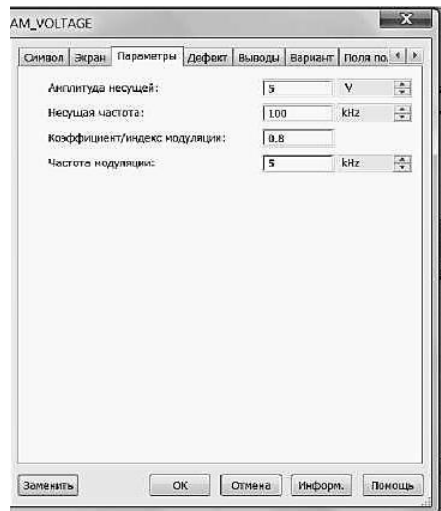 AM_VOLTAGE
Символ Экран Параметры Дефект Выводы Вариант Поля по.
Амплитуда несущей: 5 V
Несущая частота: 100 kHz
Коэффициент/индекс модуляции: 0.8
Частота модуляции: 5 kHz
Заменить OK Отмена Информ. Помощь